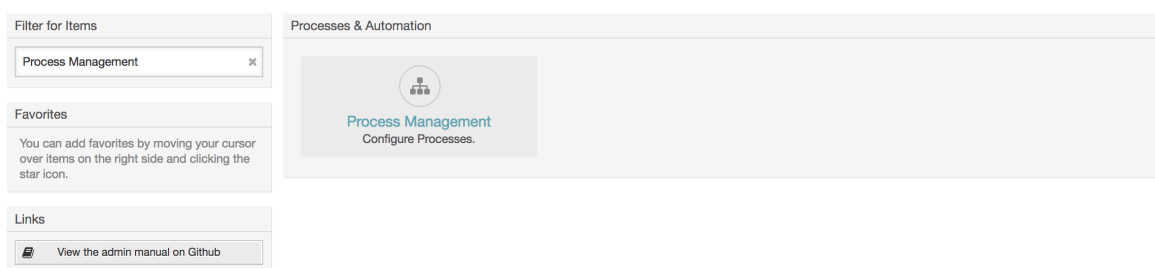 Filter for Items
Process Management
Favorites
You can add favorites by moving your cursor
over items on the right side and clicking the
star icon.
Links
View the admin manual on Github
Processes & Automation
Process Management
Configure Processes.